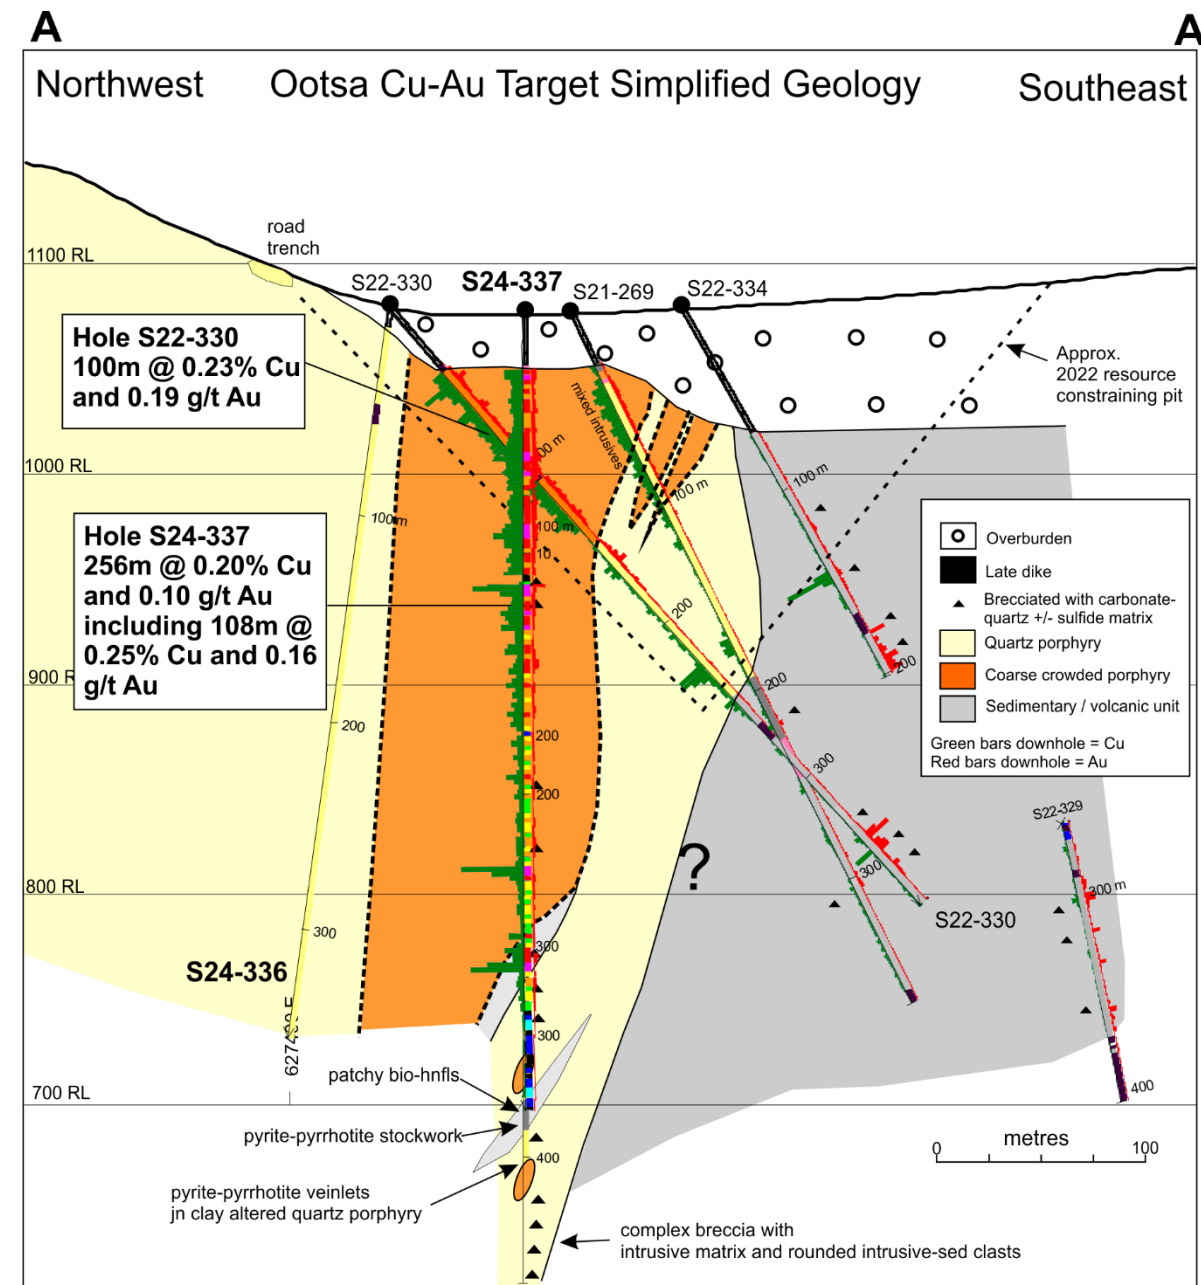 A
A
Northwest
Ootsa Cu-Au Target Simplified Geology
Southeast
road
trench
1100 RL
S22-330
S24-337
S21-269
S22-334
Hole S22-330
100m @ 0.23% Cu
and 0.19 g/t Au
Approx.
2022 resource
constraining pit
mixed intrusives
00 m
1000 RL
100 m
100 m
100 m
100 m
10
Hole S24-337
256m @ 0.20% Cu
and 0.10 g/t Au
including 108m @
0.25% Cu and 0.16
g/t Au
Overburden
Late dike
Brecciated with carbonate-
quartz +/- sulfide matrix
Quartz porphyry
Coarse crowded porphyry
Sedimentary / volcanic unit
Green bars downhole = Cu
Red bars downhole = Au
200
200
900 R
200
200
200
300
200
S22-329
?
300
800 RL
300 m
S22-330
300
300
S24-336
300
patchy bio-hnfls
700 RL
400
pyrite-pyrrhotite stockwork
metres
0
100
400
pyrite-pyrrhotite veinlets
jn clay altered quartz porphyry
complex breccia with
intrusive matrix and rounded intrusive-sed clasts